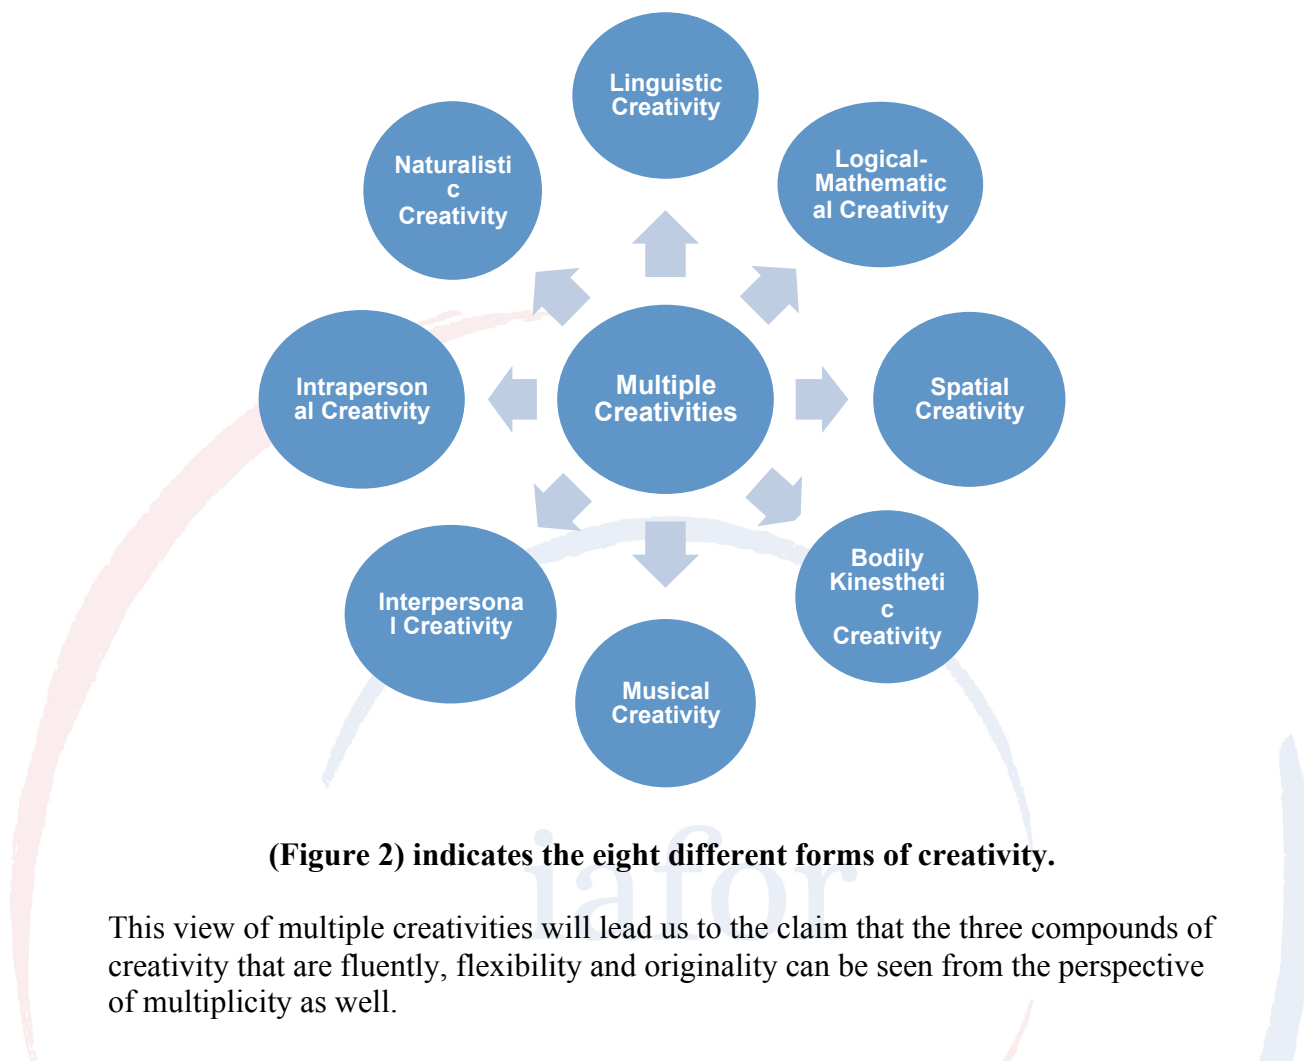 Linguistic
Creativity
Logical-
Mathematic
al Creativity
Spatial
Creativity
Bodily
Kinestheti
c
Creativity
Musical
Creativity
Interpersona
l Creativity
Intraperson
al Creativity
Naturalisti
c
Creativity
Multiple
Creativities
(Figure 2) indicates the eight different forms of creativity.
iafor
This view of multiple creativities will lead us to the claim that the three compounds of
creativity that are fluently, flexibility and originality can be seen from the perspective
of multiplicity as well.